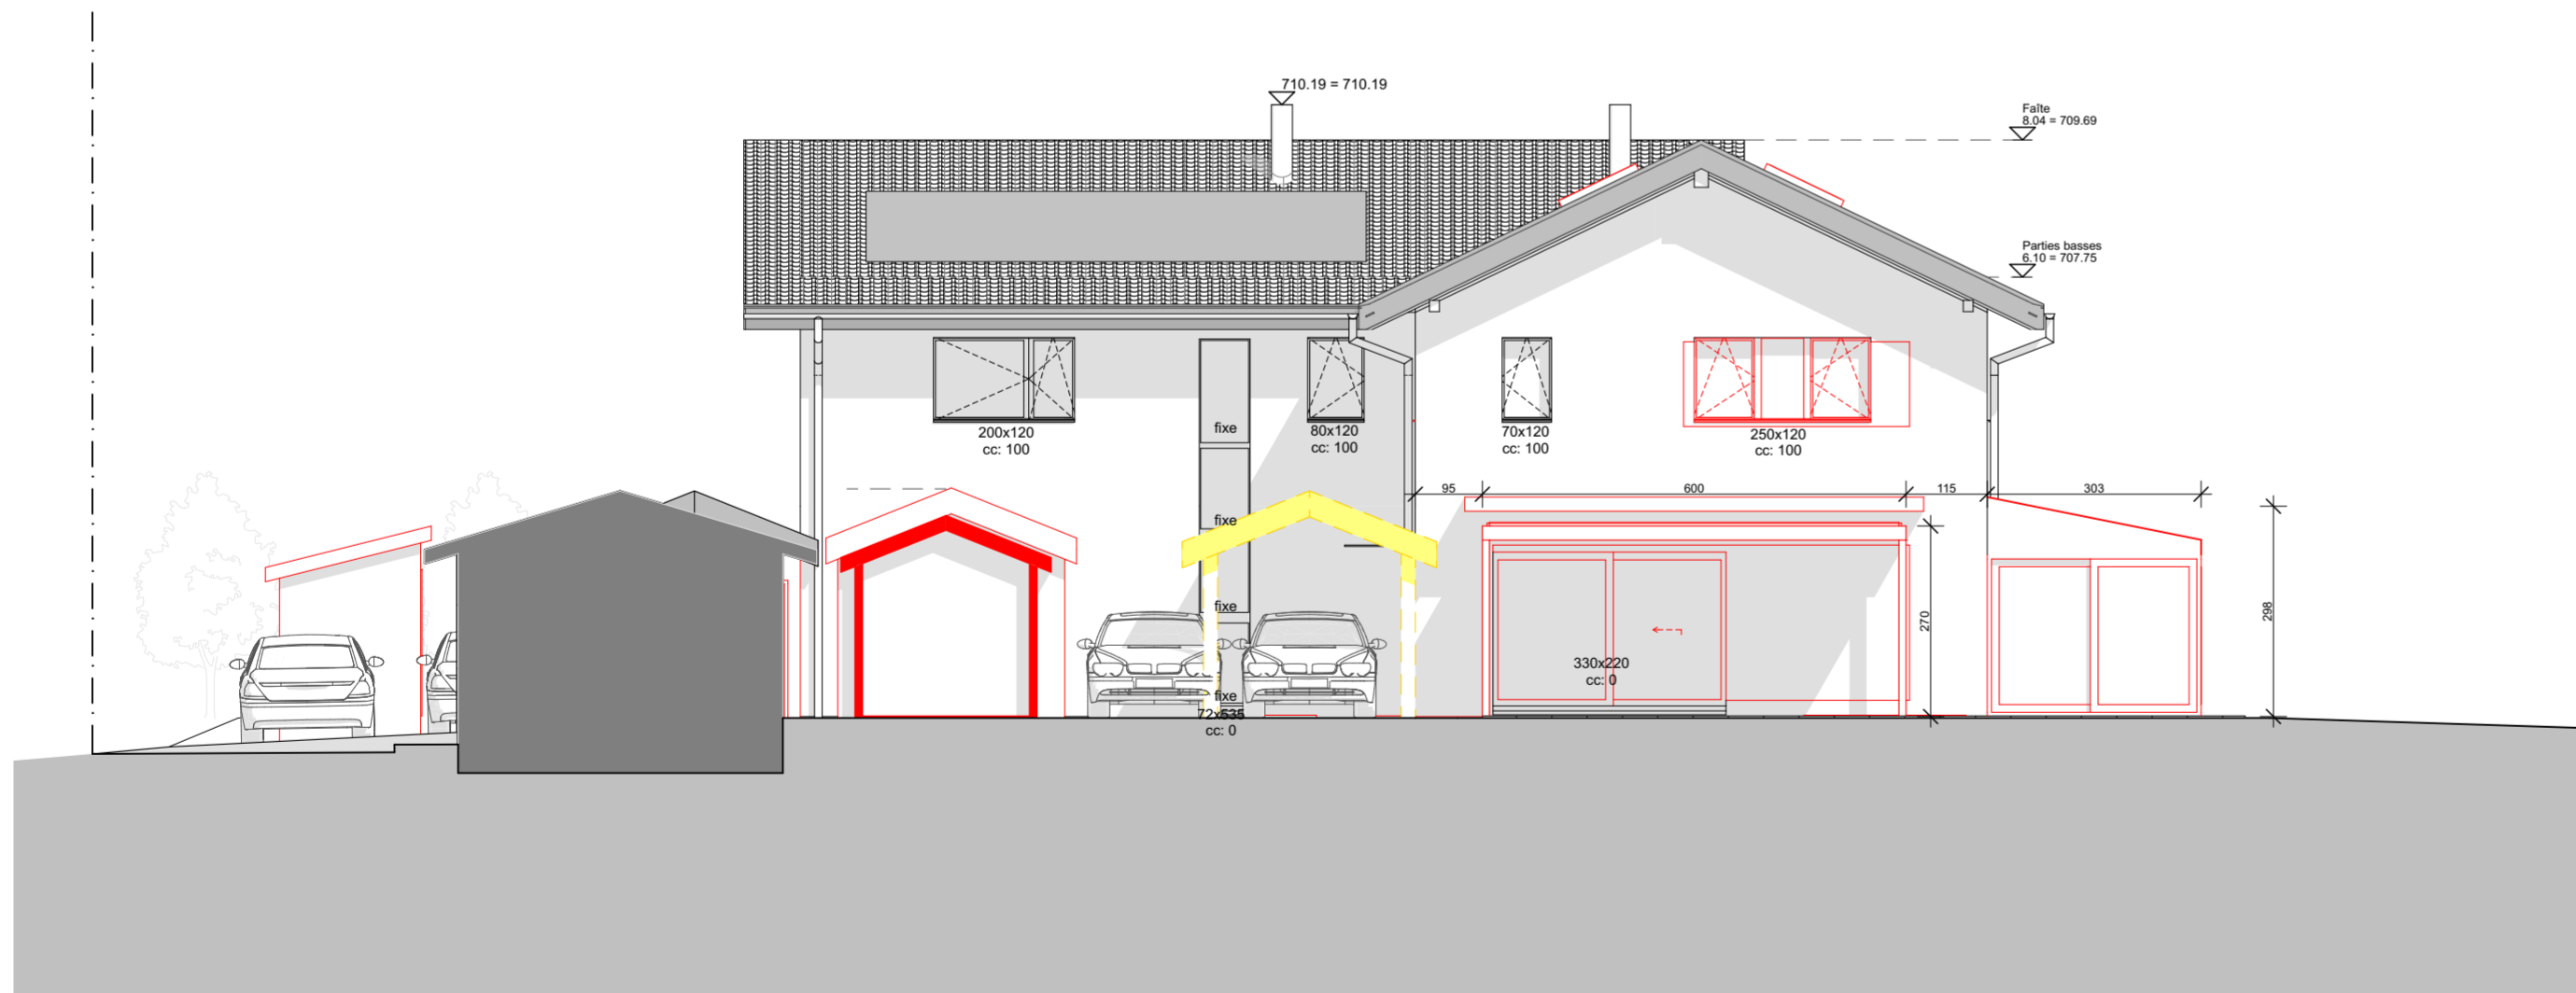 710.19 = 710.19
Faîte
8.04 = 709.69
Parties basses
6.10 = 707.75
200x120
cc: 100
fixe
80x120
cc: 100
70x120
cc: 100
250x120
cc: 100
95
600
115
303
fixe
fixe
270
298
330x220
cc: 0
fixe
72x535
cc: 0